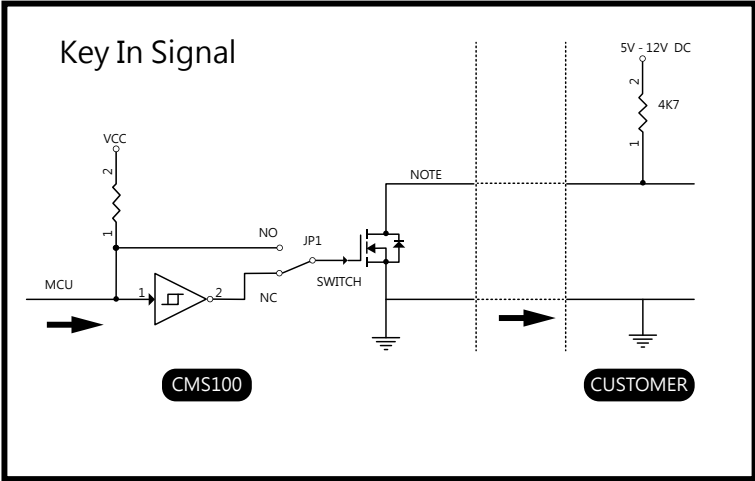 Key In Signal
5V - 12V DC
2
4K7
1
VCC
2
1
NOTE
NO
JP1
MCU
1
2
NC
SWITCH
CMS100
CUSTOMER